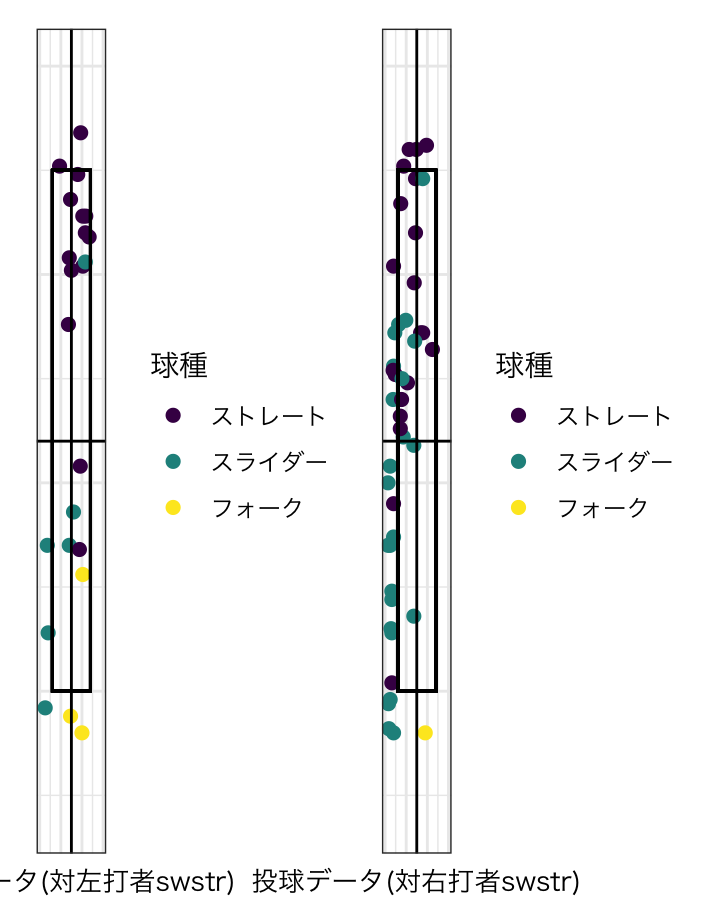 球種
ストレート
スライダー
フォーク
球種
ストレート
スライダー
フォーク
ータ(対左打者swstr)
投球データ(対右打者swstr)